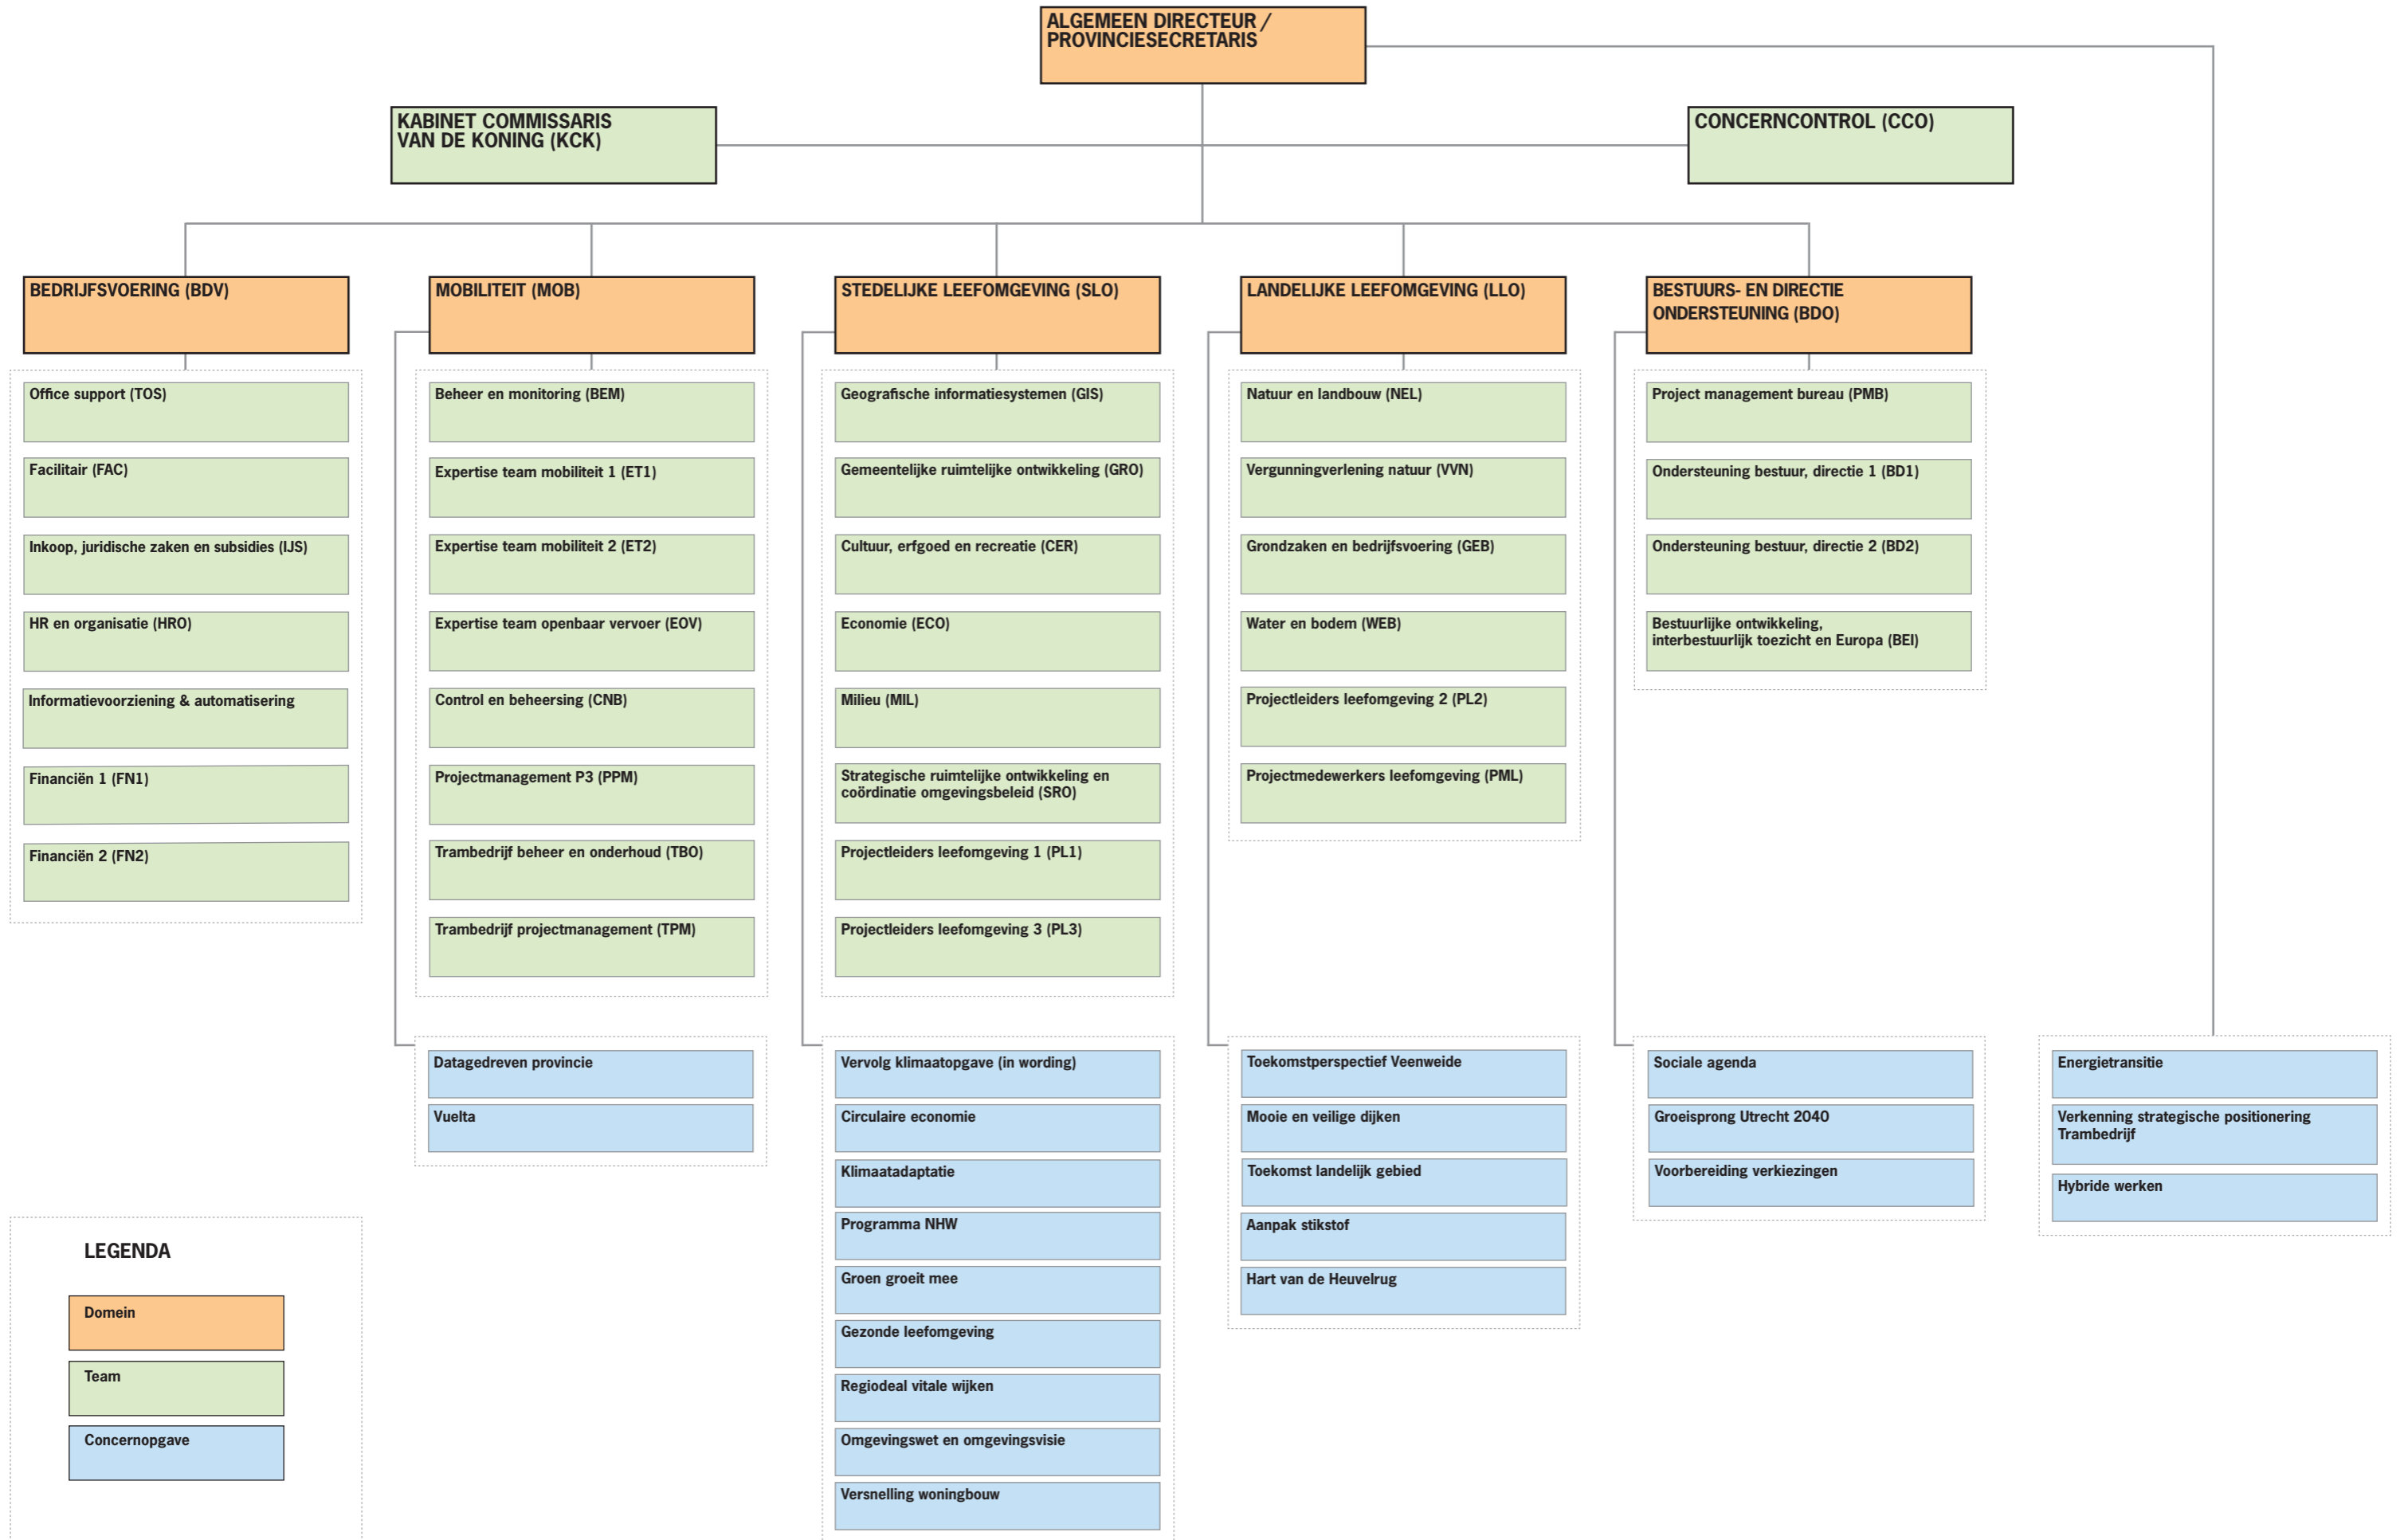 ALGEMEEN DIRECTEUR /
PROVINCIESECRETARIS
KABINET COMMISSARIS
VAN DE KONING (KCK)
CONCERNCONTROL (CCO)
BEDRIJFSVOERING (BDV)
Office support (TOS)
Facilitair (FAC)
Inkoop, juridische zaken en subsidies (IJS)
HR en organisatie (HRO)
Informatievoorziening & automatisering
Financiën 1 (FN1)
Financiën 2 (FN2)
MOBILITEIT (MOB)
Beheer en monitoring (BEM)
Expertise team mobiliteit 1 (ET1)
Expertise team mobiliteit 2 (ET2)
Expertise team openbaar vervoer (EOV)
Control en beheersing (CNB)
Projectmanagement P3 (PPM)
Trambedrijf beheer en onderhoud (TBO)
Trambedrijf projectmanagement (TPM)
Datagedreven provincie
Vuelta
STEDELIJKE LEEFOMGEVING (SLO)
Geografische informatiesystemen (GIS)
Gemeentelijke ruimtelijke ontwikkeling (GRO)
Cultuur, erfgoed en recreatie (CER)
Economie (ECO)
Milieu (MIL)
Strategische ruimtelijke ontwikkeling en
coördinatie omgevingsbeleid (SRO)
Projectleiders leefomgeving 1 (PL1)
Projectleiders leefomgeving 3 (PL3)
Vervolg klimaatopgave (in wording)
Circulaire economie
Klimaatadaptatie
Programma NHW
Groen groeit mee
Gezonde leefomgeving
Regiodeal vitale wijken
Omgevingswet en omgevingsvisie
Versnelling woningbouw
LANDELIJKE LEEFOMGEVING (LLO)
Natuur en landbouw (NEL)
Vergunningverlening natuur (VVN)
Grondzaken en bedrijfsvoering (GEB)
Water en bodem (WEB)
Projectleiders leefomgeving 2 (PL2)
Projectmedewerkers leefomgeving (PML)
Toekomstperspectief Veenweide
Mooie en veilige dijken
Toekomst landelijk gebied
Aanpak stikstof
Hart van de Heuvelrug
BESTUURS- EN DIRECTIE
ONDERSTEUNING (BDO)
Project management bureau (PMB)
Ondersteuning bestuur, directie 1 (BD1)
Ondersteuning bestuur, directie 2 (BD2)
Bestuurlijke ontwikkeling,
interbestuurlijk toezicht en Europa (BEI)
Sociale agenda
Groeisprong Utrecht 2040
Voorbereiding verkiezingen
Energietransitie
Verkenning strategische positionering
Trambedrijf
Hybride werken
LEGENDA
Domein
Team
Concernopgave